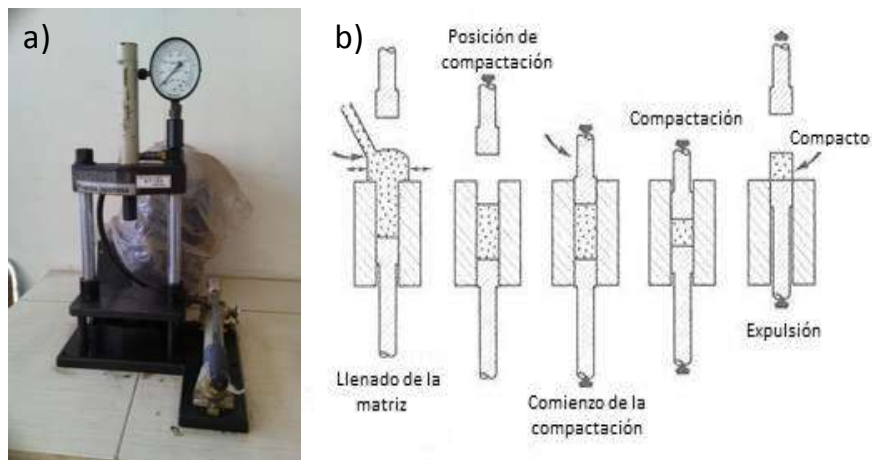 a)
b)
Posición de
compactación
Compactación
Compacto
Llenado de la
matriz
Comienzo de la
compactación
Expulsión